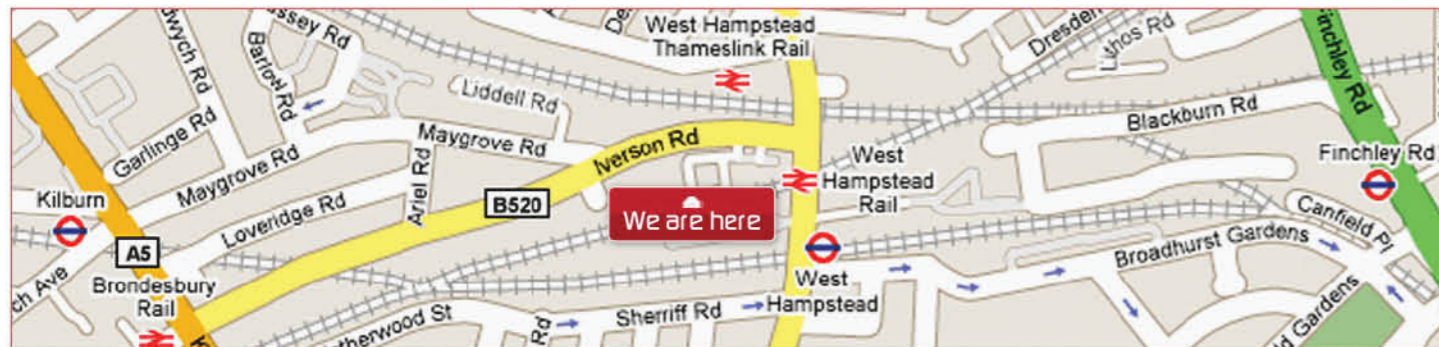 West Hampstead
Thameslink Rail
Barlow Rd
Dresden
Lithos Rd
Finchley Rd
Liddell Rd
Garlinge Rd
Maygrove Rd
Maygrove Rd
Iverson Rd
Blackburn Rd
Finchley Rd
West
Hampstead
Rail
Kilburn
Loveridge Rd
Ariel Rd
B520
We are here
Canfield Pl
A5
Brondesbury
Rail
Broadhurst Gardens
West
Hampstead
Sherriff Rd
Rd
Gardens